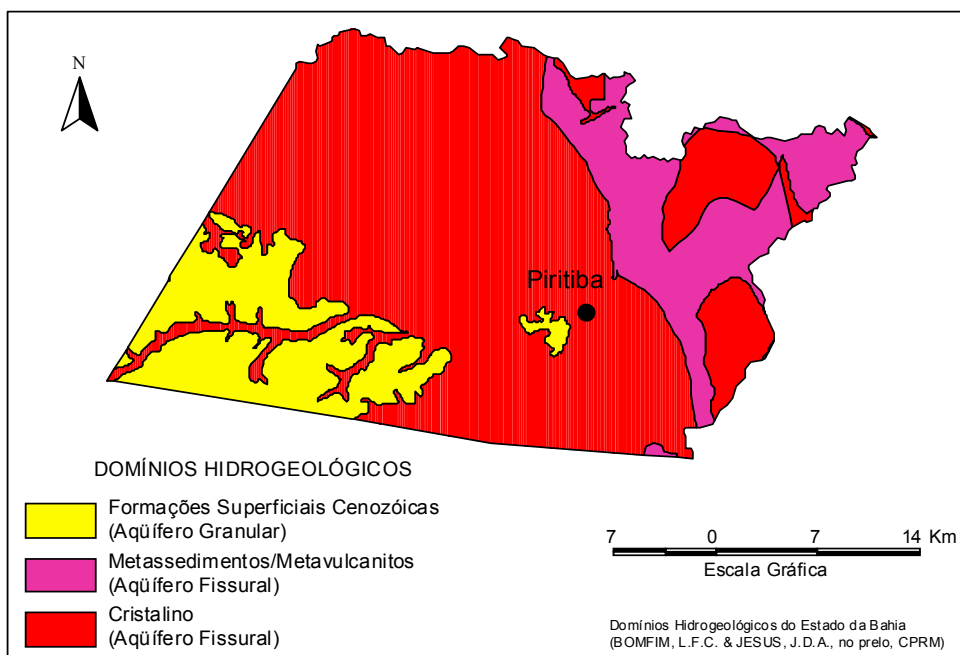 N
Piritiba
DOMÍNIOS HIDROGEOLÓGICOS
Formações Superficiais Cenozóicas
(Aqüífero Granular)
Metassedimentos/Metavulcanitos
(Aqüífero Fissural)
Cristalino
(Aqüífero Fissural)
7 0 7 14 Km
Escala Gráfica
Domínios Hidrogeológicos do Estado da Bahia
(BOMFIM, L.F.C. & JESUS, J.D.A., no prelo, CPRM)